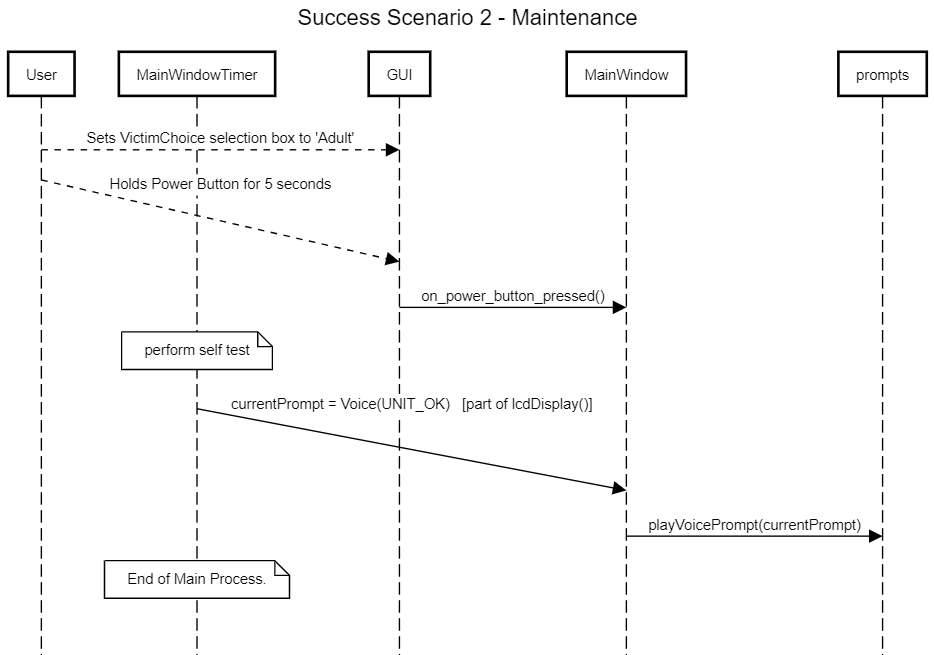 Success Scenario 2 - Maintenance
User
MainWindowTimer
GUI
MainWindow
prompts
Sets VictimChoice selection box to 'Adult'
Holds Power Button for 5 seconds
on_power_button_pressed()
perform self test
currentPrompt = Voice(UNIT_OK) [part of lcdDisplay()]
playVoicePrompt(currentPrompt)
End of Main Process.